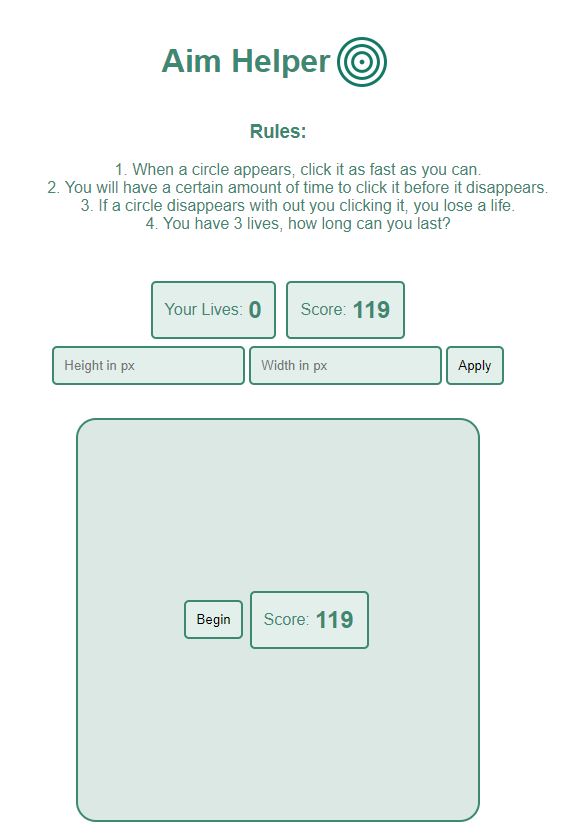 Aim Helper
Rules:
1. When a circle appears, click it as fast as you can.
2. You will have a certain amount of time to click it before it disappears.
3. If a circle disappears with out you clicking it, you lose a life.
4. You have 3 lives, how long can you last?
Your Lives: 0 Score: 119
Height in px Width in px Apply
Begin Score: 119